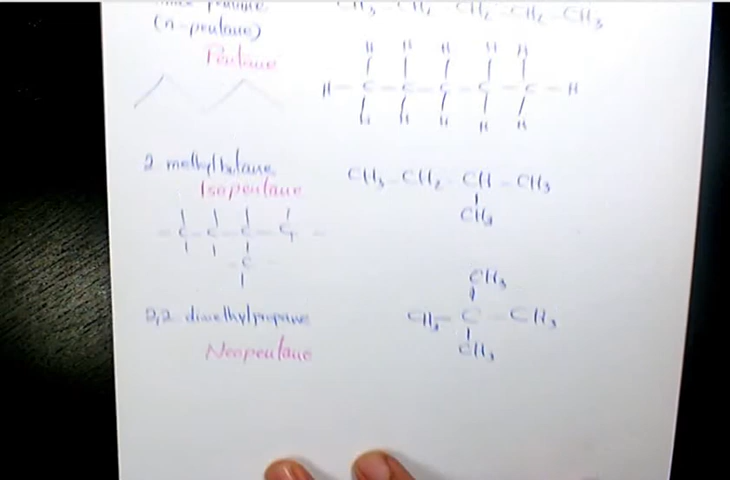 CH3-CH2-CH2-CH2-CH3
(n-pentane)
Pentane
H H H H H
H-C-C-C-C-C-H
H H H H H
2 methylbutane
Isopentane
CH3-CH2-CH-CH3
CH3
-C-C-C-C-
-C-
CH3
2,2 dimethylpropane
CH3-C-CH3
CH3
Neopentane